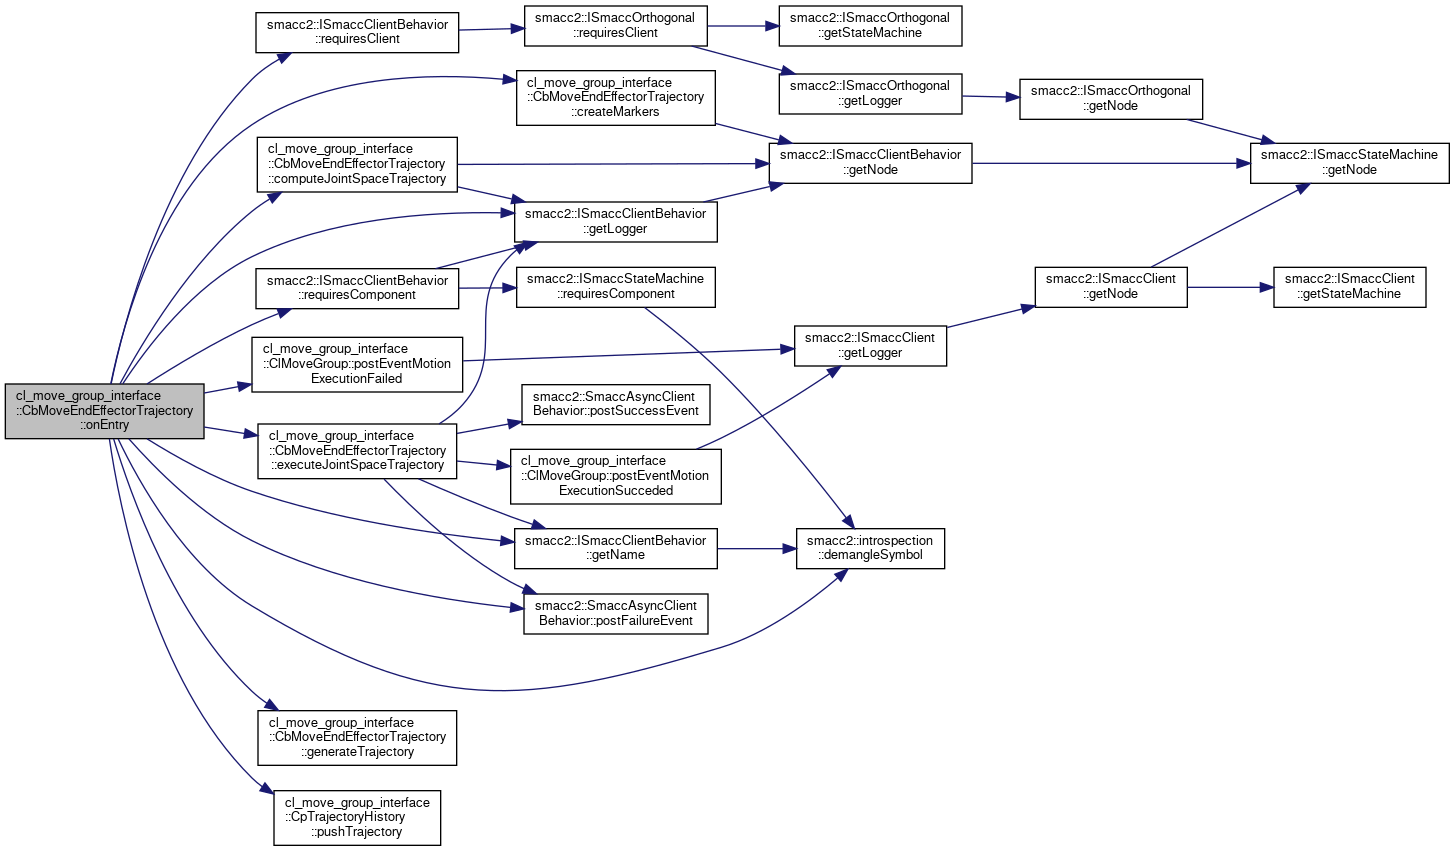 smacc2::ISmaccClientBehavior
::requiresClient
smacc2::ISmaccOrthogonal
::requiresClient
smacc2::ISmaccOrthogonal
::getStateMachine
cl_move_group_interface
::CbMoveEndEffectorTrajectory
::createMarkers
smacc2::ISmaccOrthogonal
::getLogger
smacc2::ISmaccOrthogonal
::getNode
cl_move_group_interface
::CbMoveEndEffectorTrajectory
::computeJointSpaceTrajectory
smacc2::ISmaccClientBehavior
::getNode
smacc2::ISmaccStateMachine
::getNode
smacc2::ISmaccClientBehavior
::getLogger
smacc2::ISmaccClientBehavior
::requiresComponent
smacc2::ISmaccStateMachine
::requiresComponent
smacc2::ISmaccClient
::getNode
smacc2::ISmaccClient
::getStateMachine
cl_move_group_interface
::ClMoveGroup::postEventMotion
ExecutionFailed
smacc2::ISmaccClient
::getLogger
cl_move_group_interface
::CbMoveEndEffectorTrajectory
::onEntry
smacc2::SmaccAsyncClient
Behavior::postSuccessEvent
cl_move_group_interface
::CbMoveEndEffectorTrajectory
::executeJointSpaceTrajectory
cl_move_group_interface
::ClMoveGroup::postEventMotion
ExecutionSucceded
smacc2::ISmaccClientBehavior
::getName
smacc2::introspection
::demangleSymbol
smacc2::SmaccAsyncClient
Behavior::postFailureEvent
cl_move_group_interface
::CbMoveEndEffectorTrajectory
::generateTrajectory
cl_move_group_interface
::CpTrajectoryHistory
::pushTrajectory